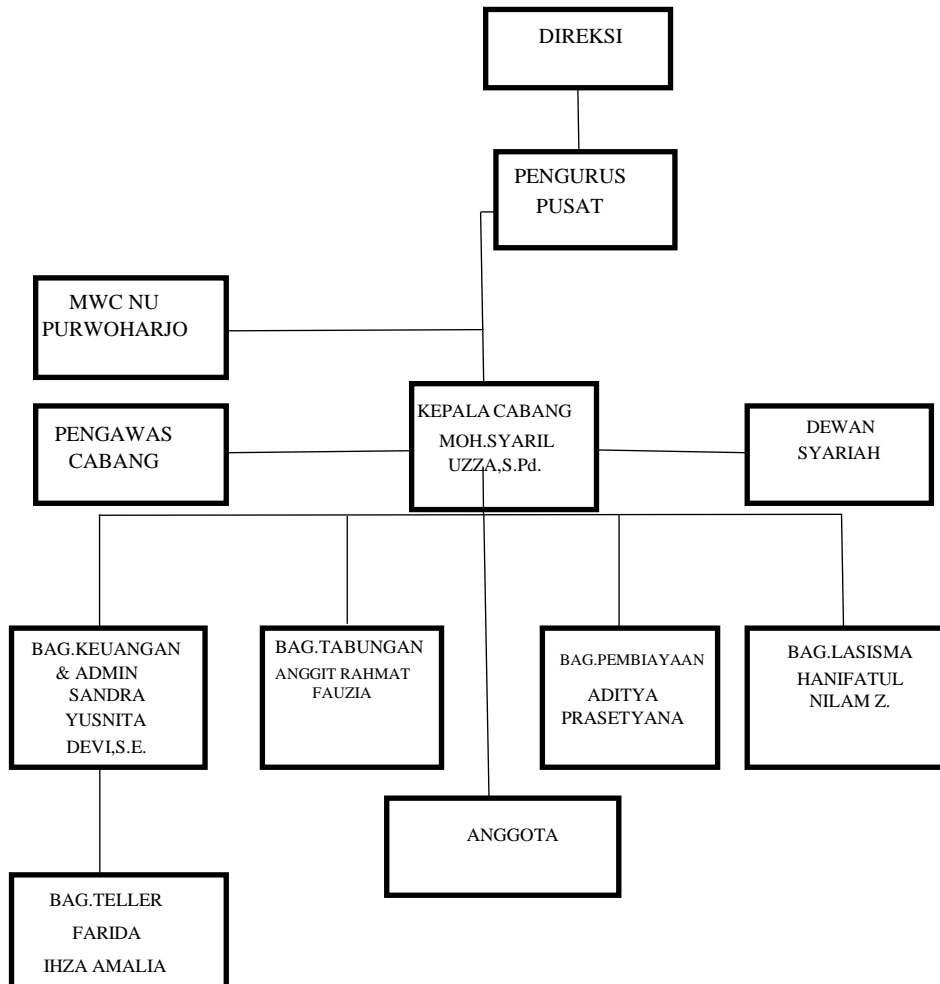 DIREKSI
PENGURUS
PUSAT
MWC NU
PURWOHARJO
KEPALA CABANG
MOH.SYARIL
UZZA,S.Pd.
PENGAWAS
CABANG
DEWAN
SYARIAH
BAG.KEUANGAN
& ADMIN
SANDRA
YUSNITA
DEVI,S.E.
BAG.TABUNGAN
ANGGIT RAHMAT
FAUZIA
BAG.PEMBIAYAAN
ADITYA
PRASETYANA
BAG.LASISMA
HANIFATUL
NILAM Z.
ANGGOTA
BAG.TELLER
FARIDA
IHZA AMALIA